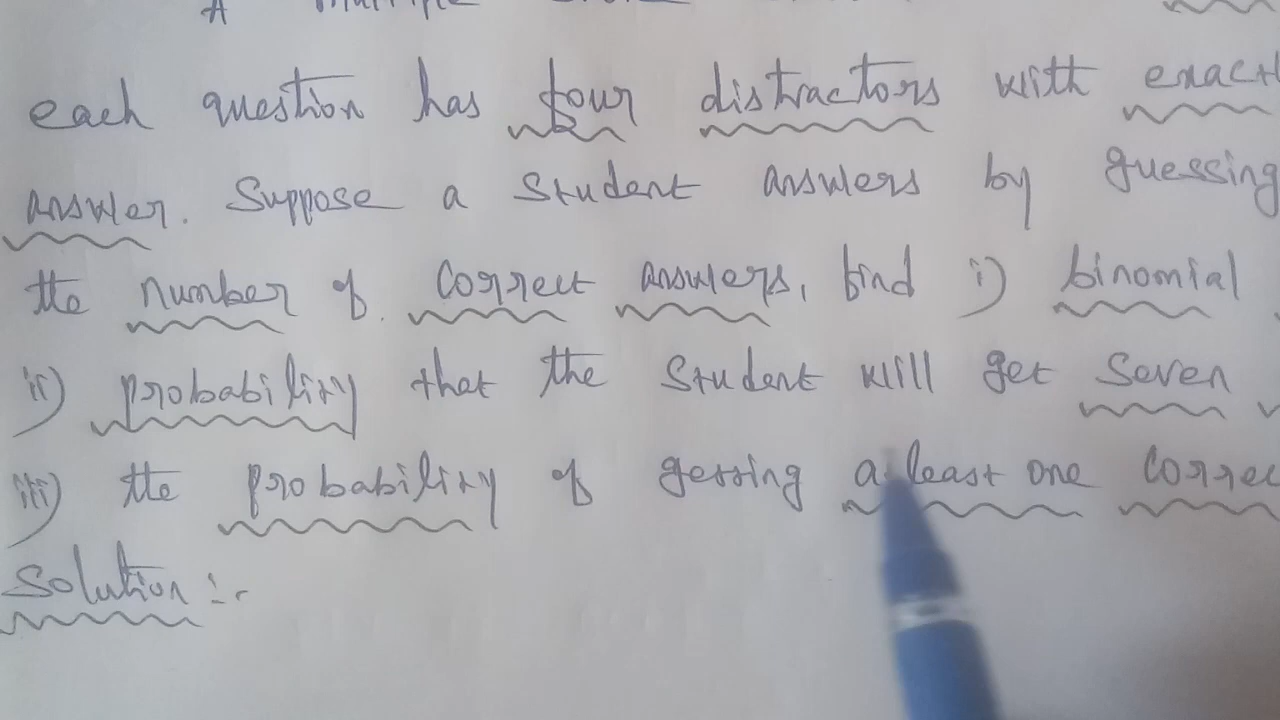 A multiple
each question has four distractors with exact
answer. Suppose a student answers by guessing
the number of correct answers, find i) binomial
ii) probability that the student will get seven
iii) the probability of getting at least one correc
Solution :-